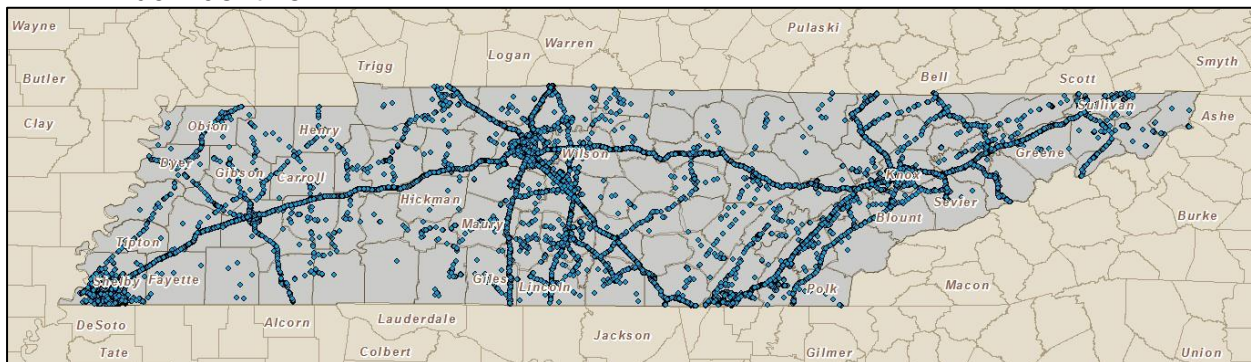 Wayne
Pulaski
Logan
Warren
Trigg
Bell
Scott
Smyth
Butler
Sullivan
Clay
Ashe
Obion
Henry
Greene
Dyer
Wilson
Gibson
Carroll
Knox
Hickman
Sevier
Maury
Blount
Burke
Tipton
Shelby
Fayette
Giles
Lincoln
Polk
Macon
DeSoto
Alcorn
Lauderdale
Jackson
Tate
Colbert
Gilmer
Union